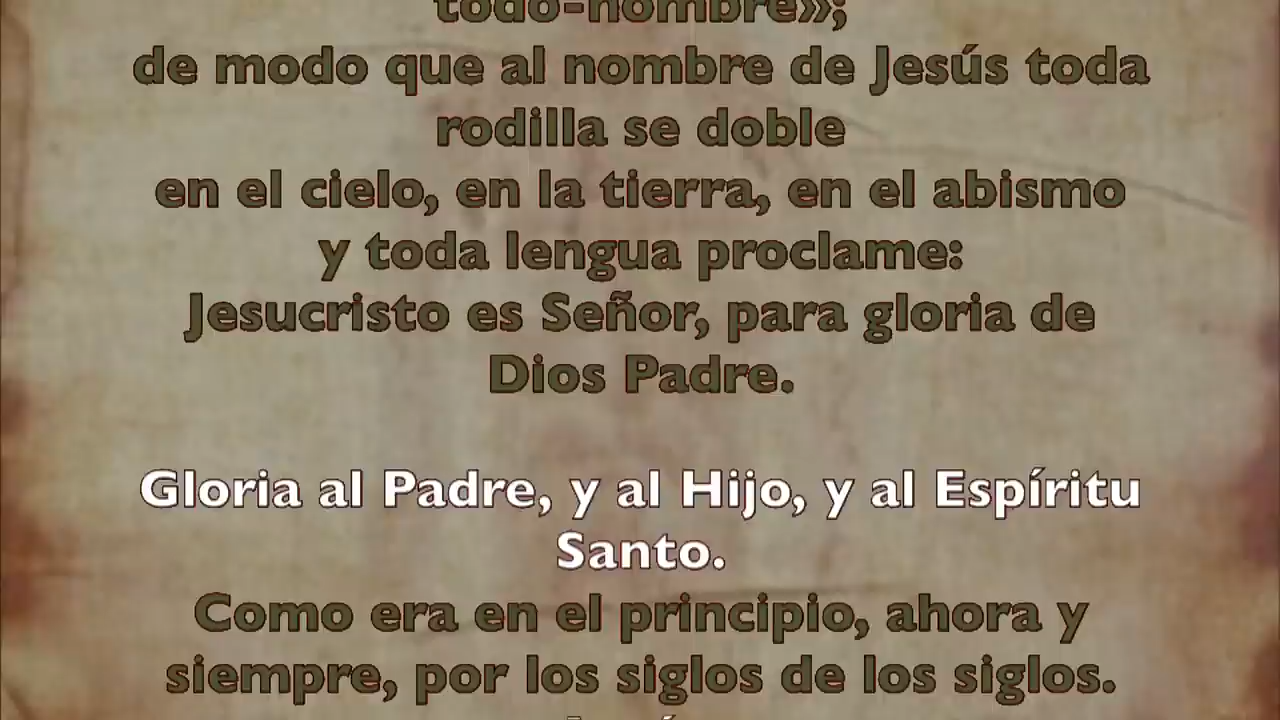 todo-nombre»;
de modo que al nombre de Jesús toda
rodilla se doble
en el cielo, en la tierra, en el abismo
y toda lengua proclame:
Jesucristo es Señor, para gloria de
Dios Padre.
Gloria al Padre, y al Hijo, y al Espíritu
Santo.
Como era en el principio, ahora y
siempre, por los siglos de los siglos.